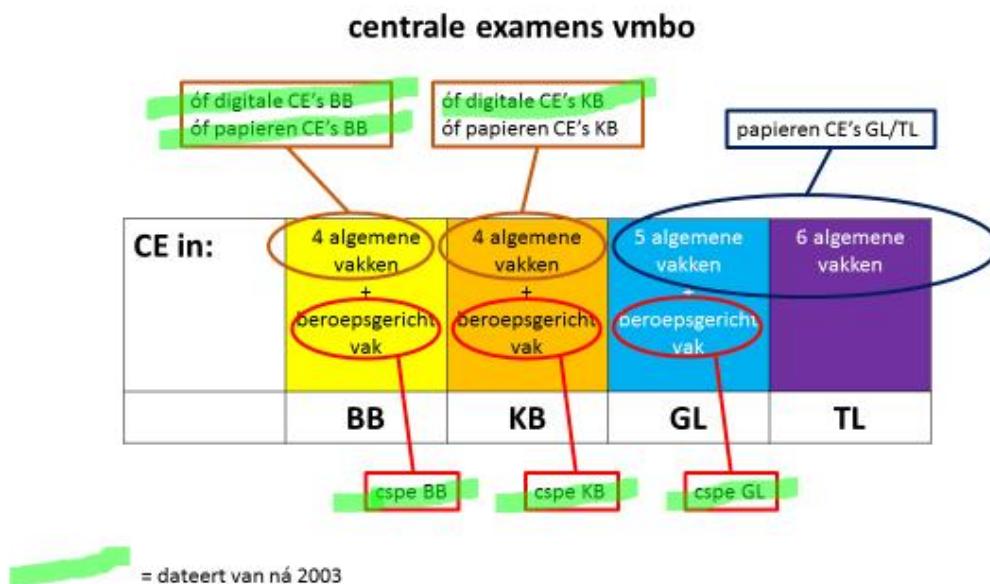 centrale examens vmbo
óf digitale CE's BB
óf papieren CE's BB
óf digitale CE's KB
óf papieren CE's KB
papieren CE's GL/TL
CE in:
4 algemene
vakken
+
beroepsgericht
vak
4 algemene
vakken
+
beroepsgericht
vak
5 algemene
vakken
+
beroepsgericht
vak
6 algemene
vakken
BB
KB
GL
TL
cspe BB
cspe KB
cspe GL
= dateert van ná 2003